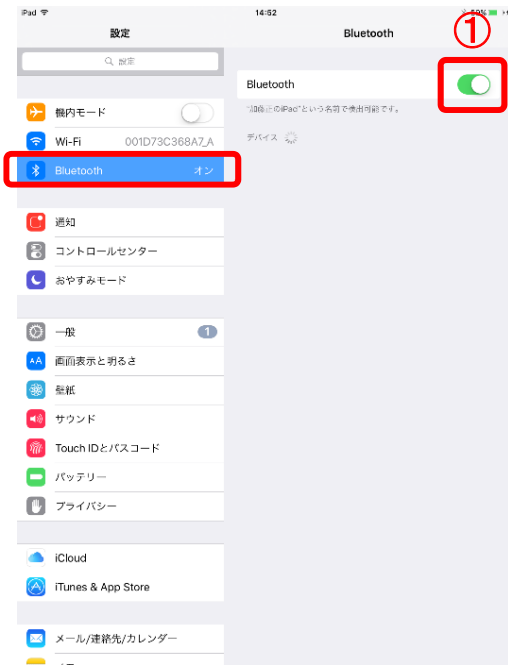 iPad
14:52
59%
①
設定
Bluetooth
設定
Bluetooth
"加藤正のiPad"という名前で検出可能です。
デバイス
機内モード
Wi-Fi 001D73C368A7_A
Bluetooth オン
通知
コントロールセンター
おやすみモード
一般 1
AA 画面表示と明るさ
壁紙
サウンド
Touch IDとパスコード
バッテリー
プライバシー
iCloud
iTunes & App Store
メール/連絡先/カレンダー